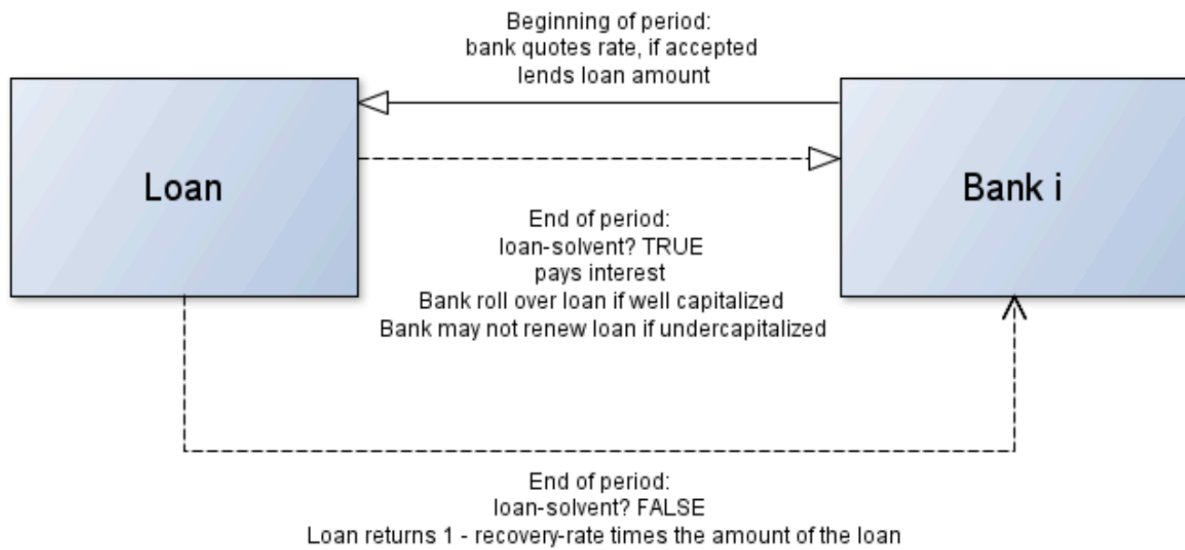 Beginning of period:
bank quotes rate, if accepted
lends loan amount
Loan
Bank i
End of period:
loan-solvent? TRUE
pays interest
Bank roll over loan if well capitalized
Bank may not renew loan if undercapitalized
End of period:
loan-solvent? FALSE
Loan returns 1 - recovery-rate times the amount of the loan